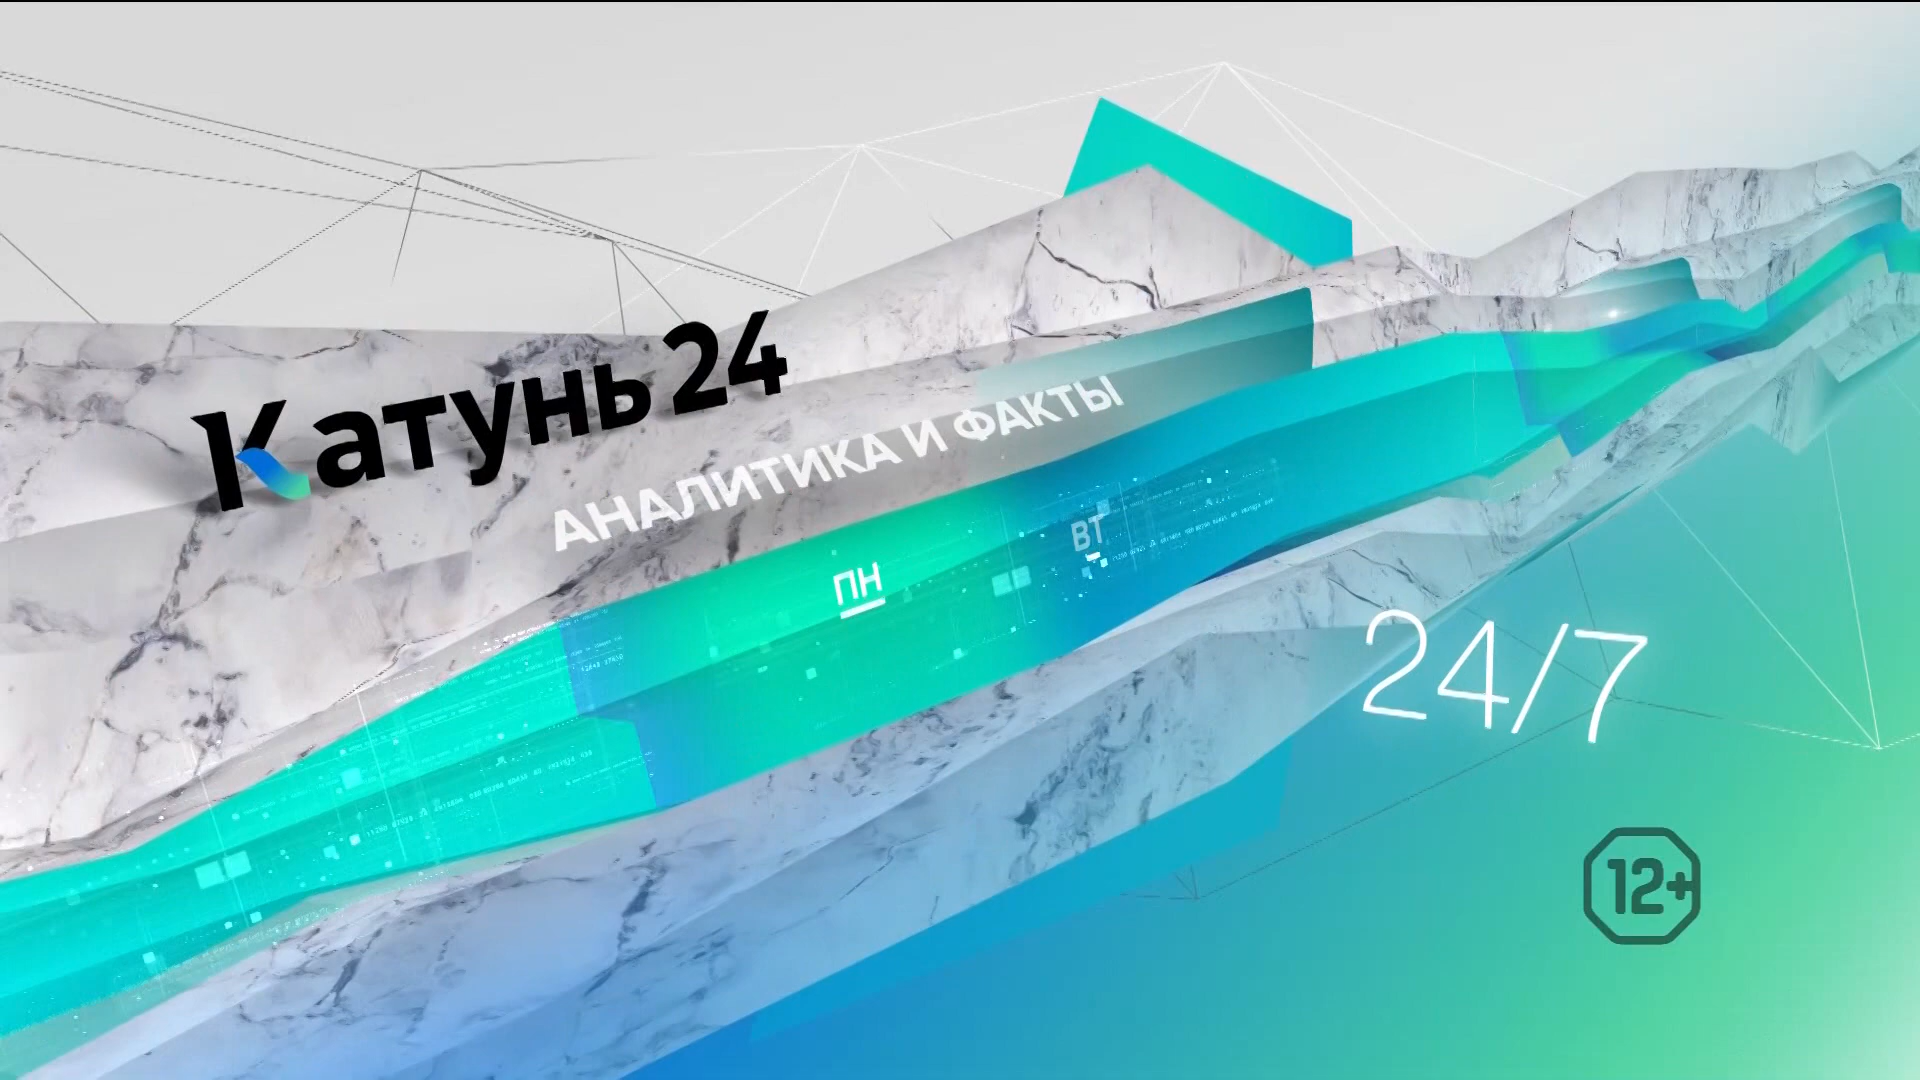 Катунь 24
АНАЛИТИКА И ФАКТЫ
ПН
ВТ
24/7
12+